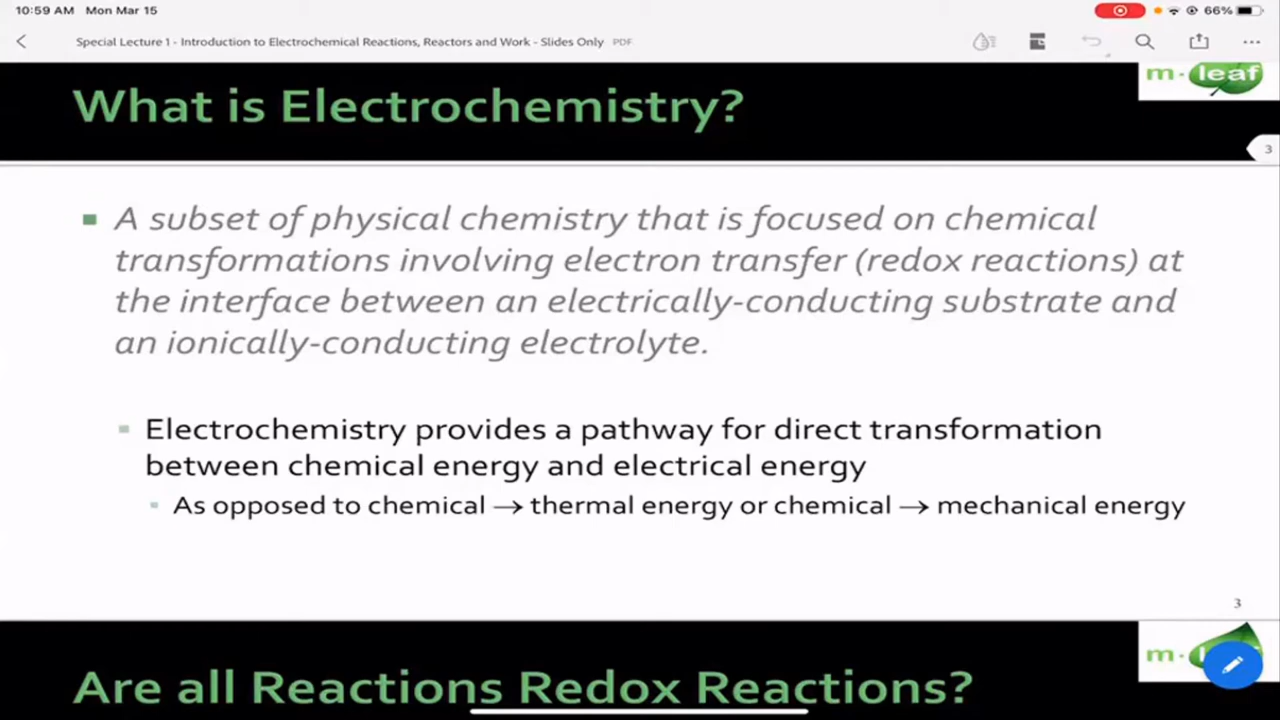 10:59 AM Mon Mar 15
66%
Special Lecture 1 - Introduction to Electrochemical Reactions, Reactors and Work - Slides Only PDF
m·leaf
What is Electrochemistry?
3
A subset of physical chemistry that is focused on chemical
transformations involving electron transfer (redox reactions) at
the interface between an electrically-conducting substrate and
an ionically-conducting electrolyte.
Electrochemistry provides a pathway for direct transformation
between chemical energy and electrical energy
As opposed to chemical → thermal energy or chemical → mechanical energy
3
m·
Are all Reactions Redox Reactions?